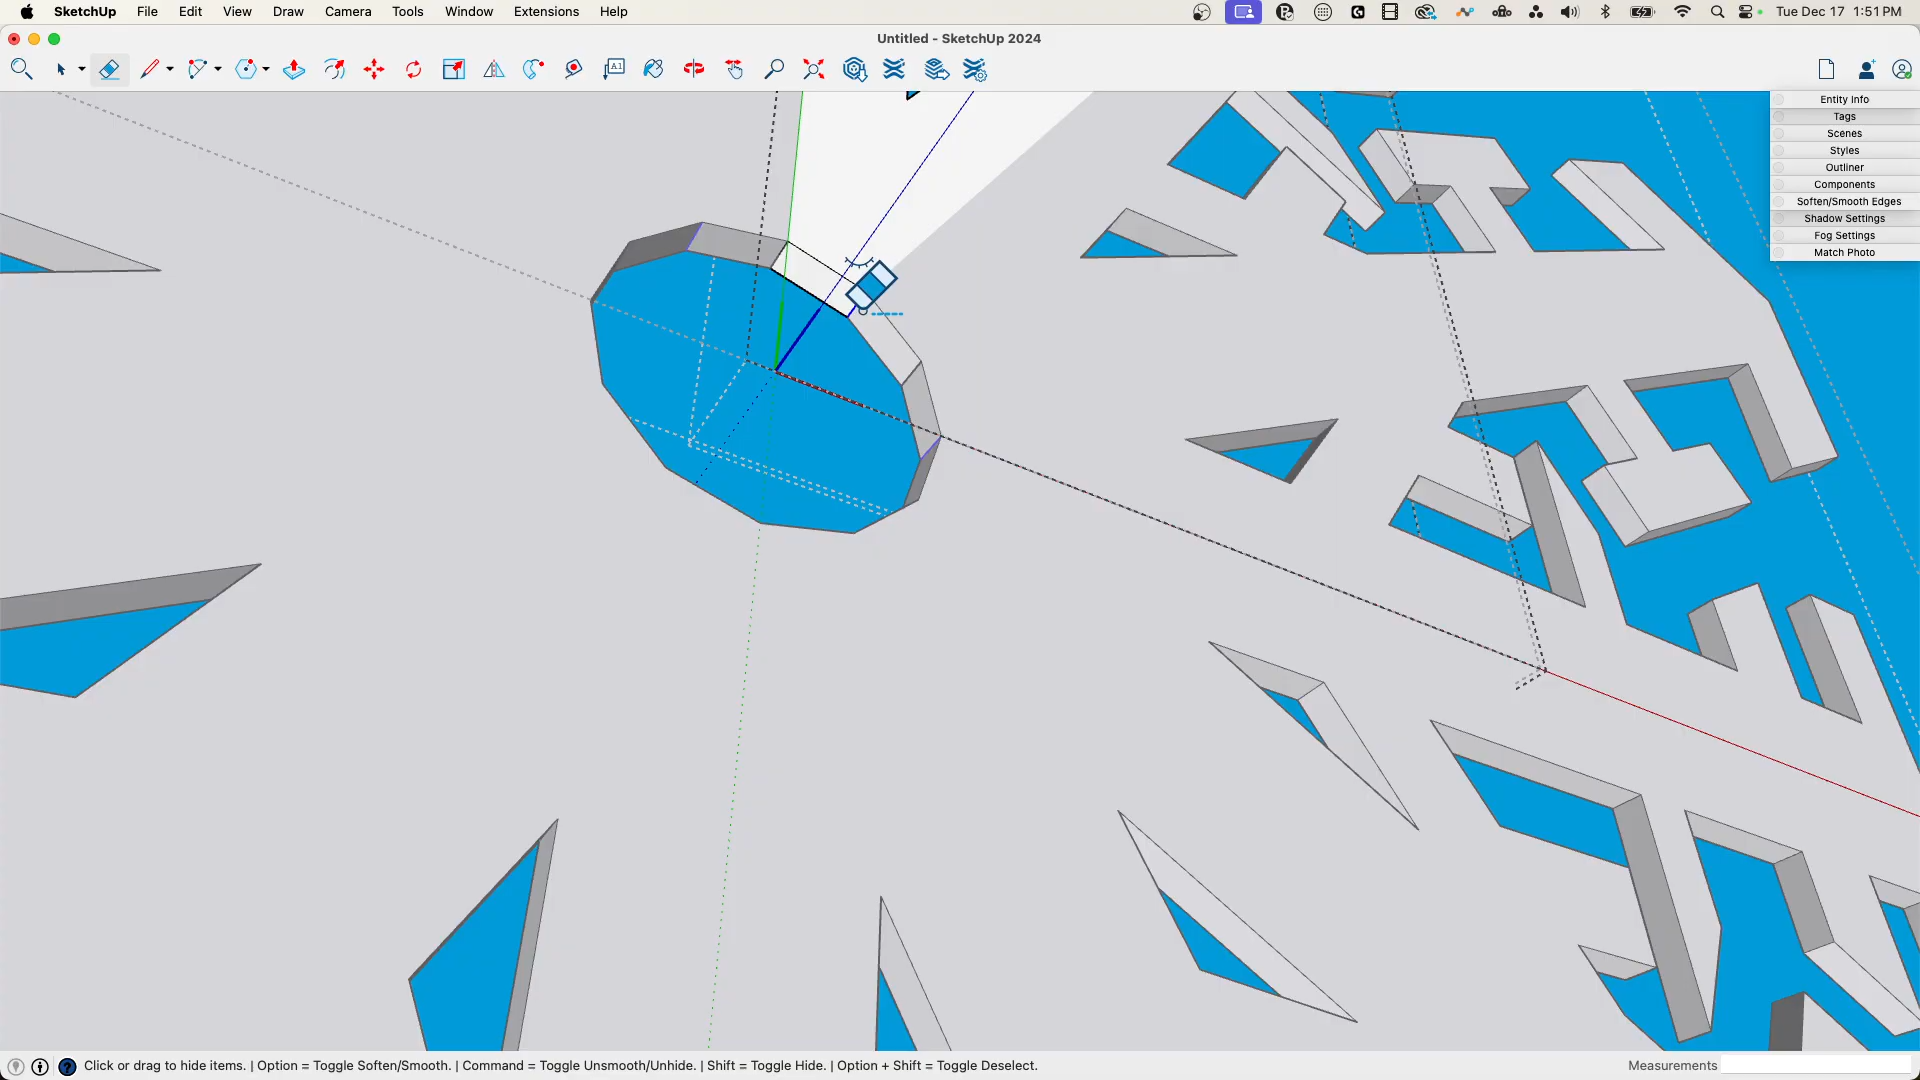 SketchUp File Edit View Draw Camera Tools Window Extensions Help Tue Dec 17 1:51 PM
Untitled - SketchUp 2024
A1
Entity Info
Tags
Scenes
Styles
Outliner
Components
Soften/Smooth Edges
Shadow Settings
Fog Settings
Match Photo
Click or drag to hide items. | Option = Toggle Soften/Smooth. | Command = Toggle Unsmooth/Unhide. | Shift = Toggle Hide. | Option + Shift = Toggle Deselect. Measurements